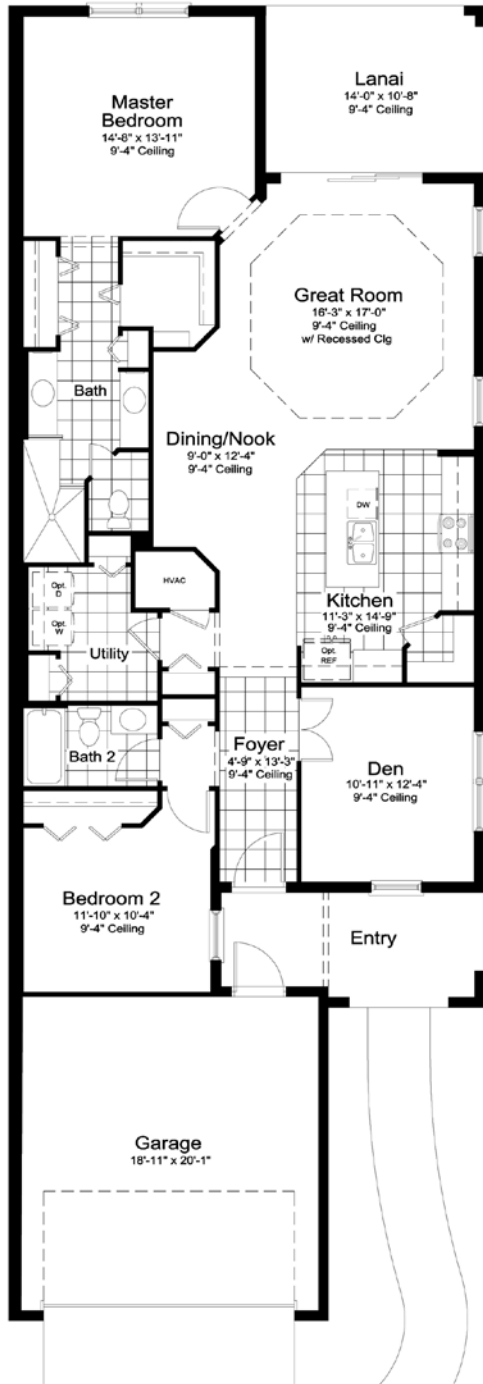 Master
Bedroom
14'-8" x 13'-11"
9'-4" Ceiling
Lanai
14'-0" x 10'-8"
9'-4" Ceiling
Great Room
16'-3" x 17'-0"
9'-4" Ceiling
w/ Recessed Clg
Bath
Dining/Nook
9'-0" x 12'-4"
9'-4" Ceiling
DW
Kitchen
11'-3" x 14'-9"
9'-4" Ceiling
HVAC
Opt.
D
Opt.
W
Utility
Opt.
REF
Bath 2
Foyer
4'-9" x 13'-3"
9'-4" Ceiling
Den
10'-11" x 12'-4"
9'-4" Ceiling
Bedroom 2
11'-10" x 10'-4"
9'-4" Ceiling
Entry
Garage
18'-11" x 20'-1"